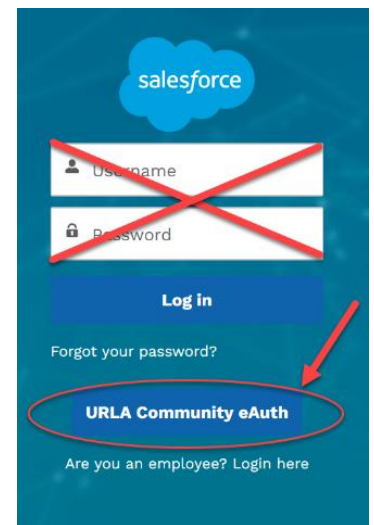 salesforce
Username
Password
Log in
Forgot your password?
URLA Community eAuth
Are you an employee? Login here